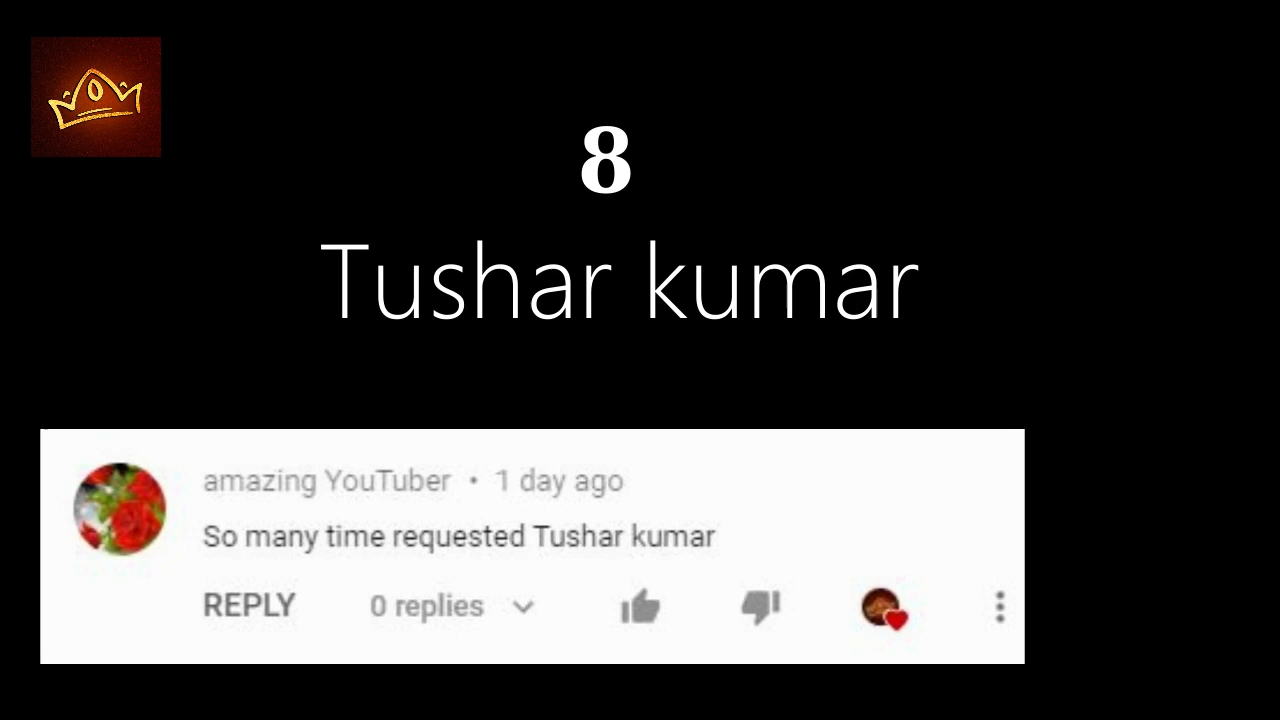 8
Tushar kumar
amazing YouTuber • 1 day ago
So many time requested Tushar kumar
REPLY 0 replies